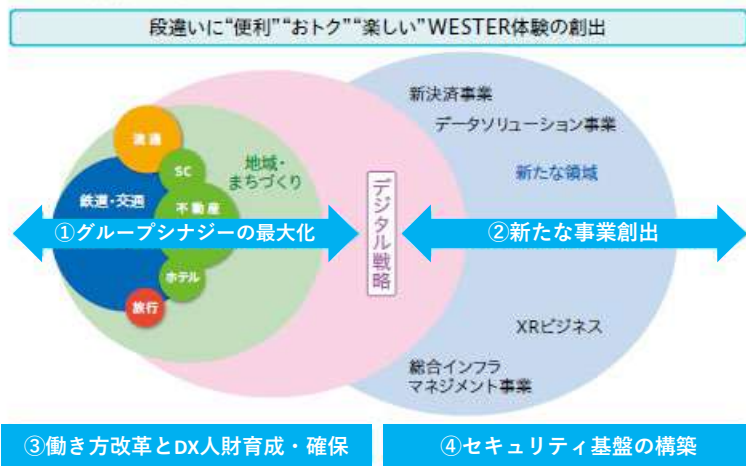 段違いに“便利”“おトク”“楽しい”WESTER体験の創出
新決済事業
データソリューション事業
流通
SC
地域・
まちづくり
新たな領域
鉄道・交通
不動産
デジタル戦略
①グループシナジーの最大化
②新たな事業創出
ホテル
旅行
XRビジネス
総合インフラ
マネジメント事業
③働き方改革とDX人財育成・確保
④セキュリティ基盤の構築